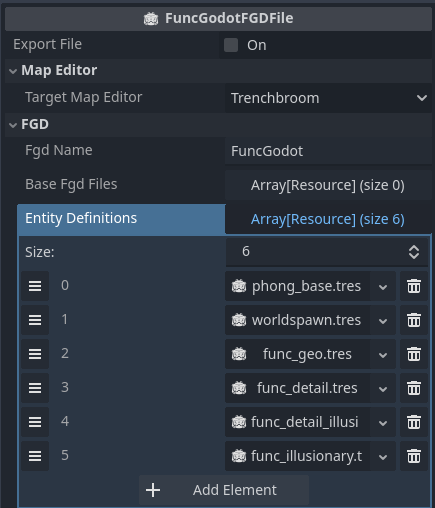 FuncGodotFGDFile
Export File On
Map Editor
Target Map Editor Trenchbroom
FGD
Fgd Name FuncGodot
Base Fgd Files Array[Resource] (size 0)
Entity Definitions Array[Resource] (size 6)
Size: 6
0 phong_base.tres
1 worldspawn.tres
2 func_geo.tres
3 func_detail.tres
4 func_detail_illusi
5 func_illusionary.t
Add Element